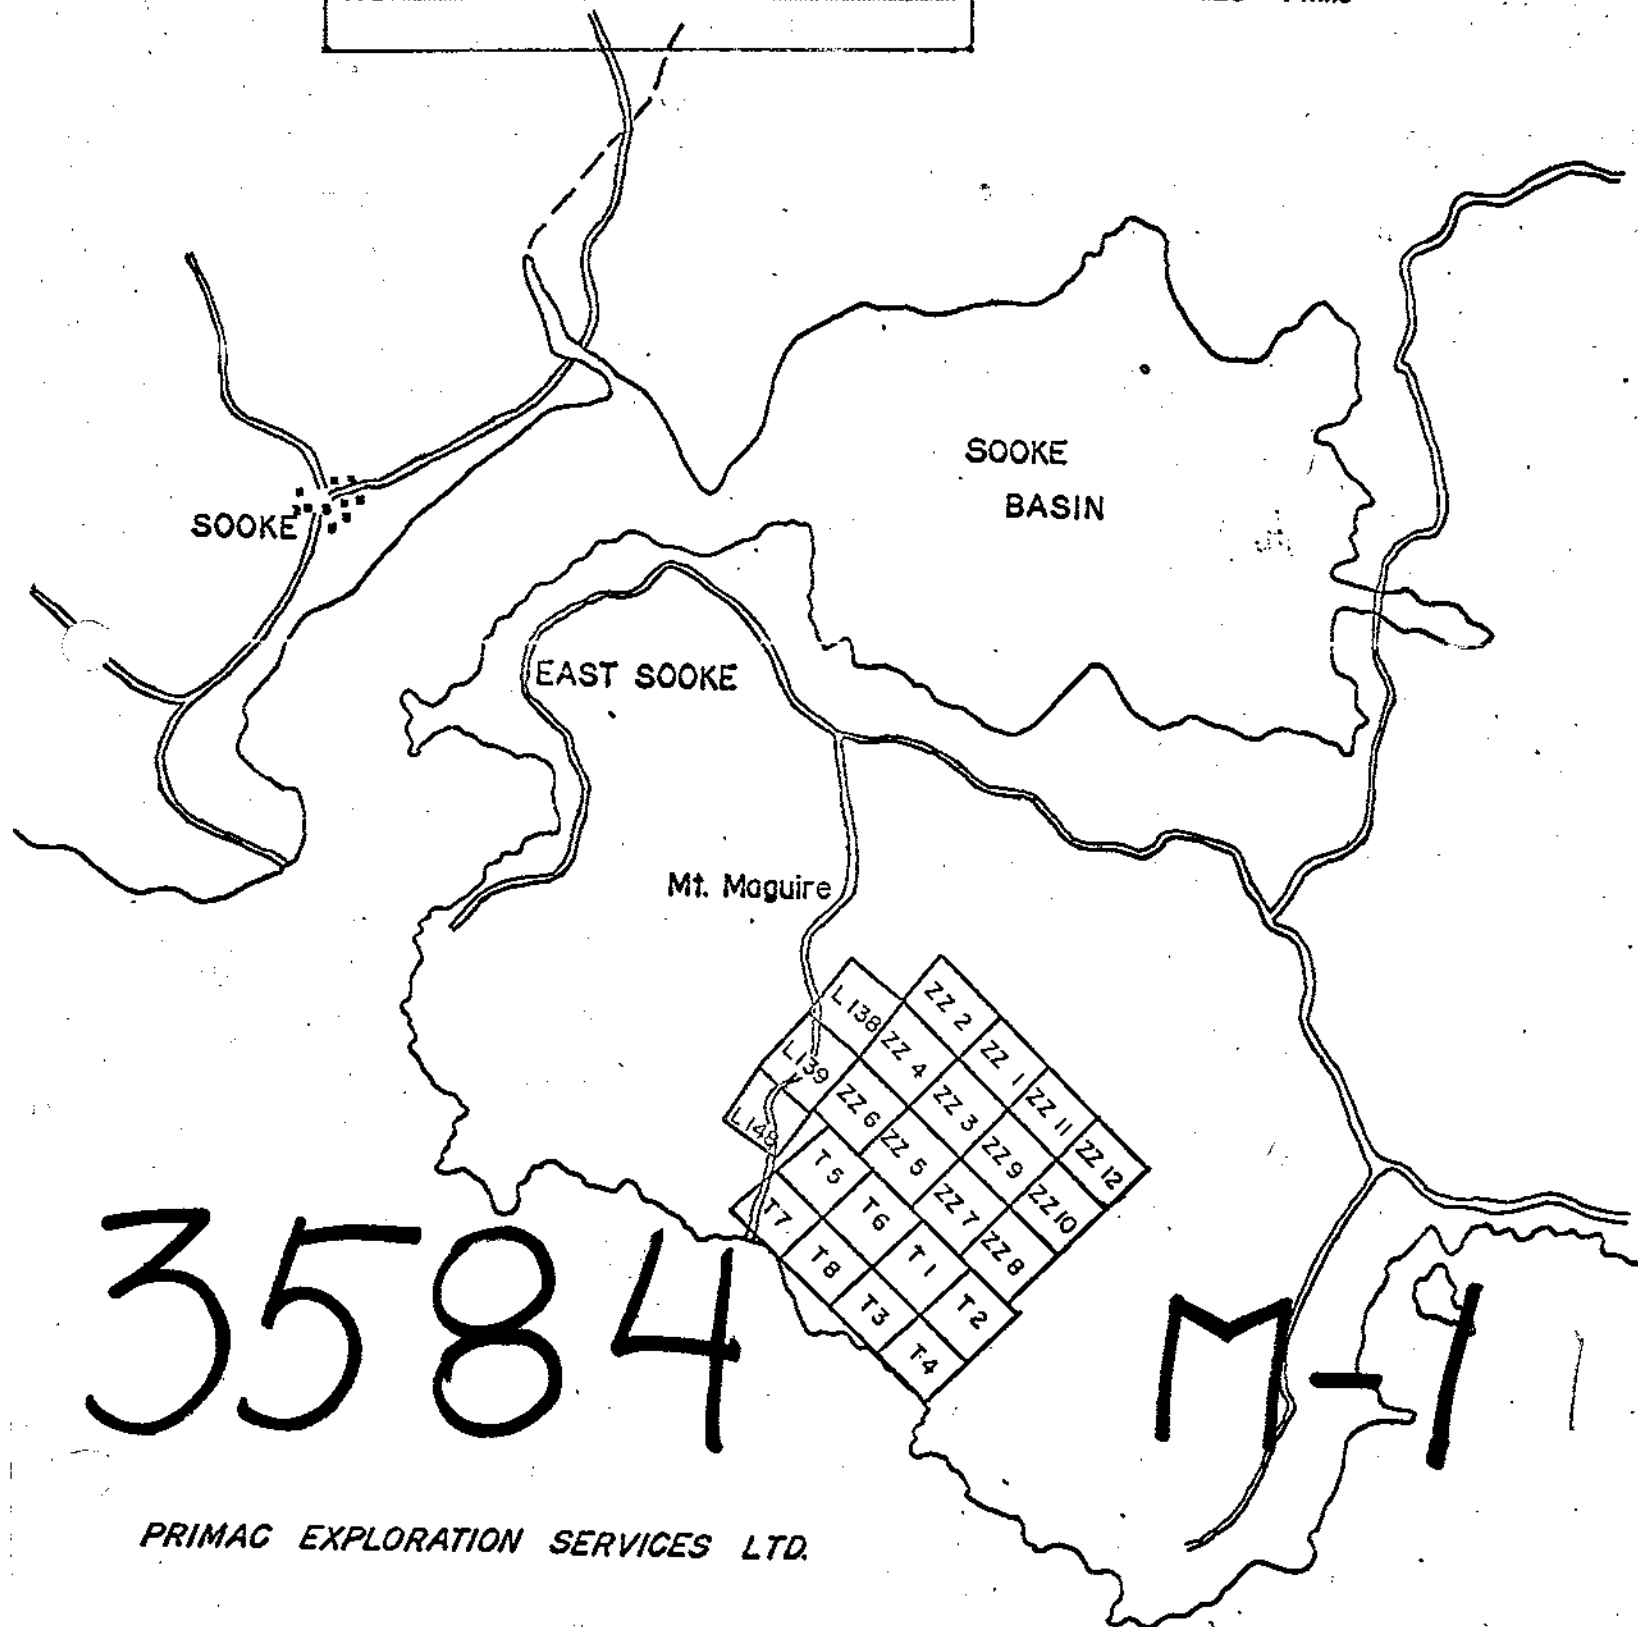 SOOKE
BASIN
SOOKE
EAST SOOKE
Mt. Maguire
L 138
ZZ 2
ZZ 4
ZZ 1
L 139
ZZ 6
ZZ 3
ZZ 11
L 148
ZZ 5
ZZ 9
ZZ 12
T 5
ZZ 7
ZZ 10
T 7
T 6
ZZ 8
T 8
T 1
T 3
T 2
T 4
3584
M-1
PRIMAC EXPLORATION SERVICES LTD.